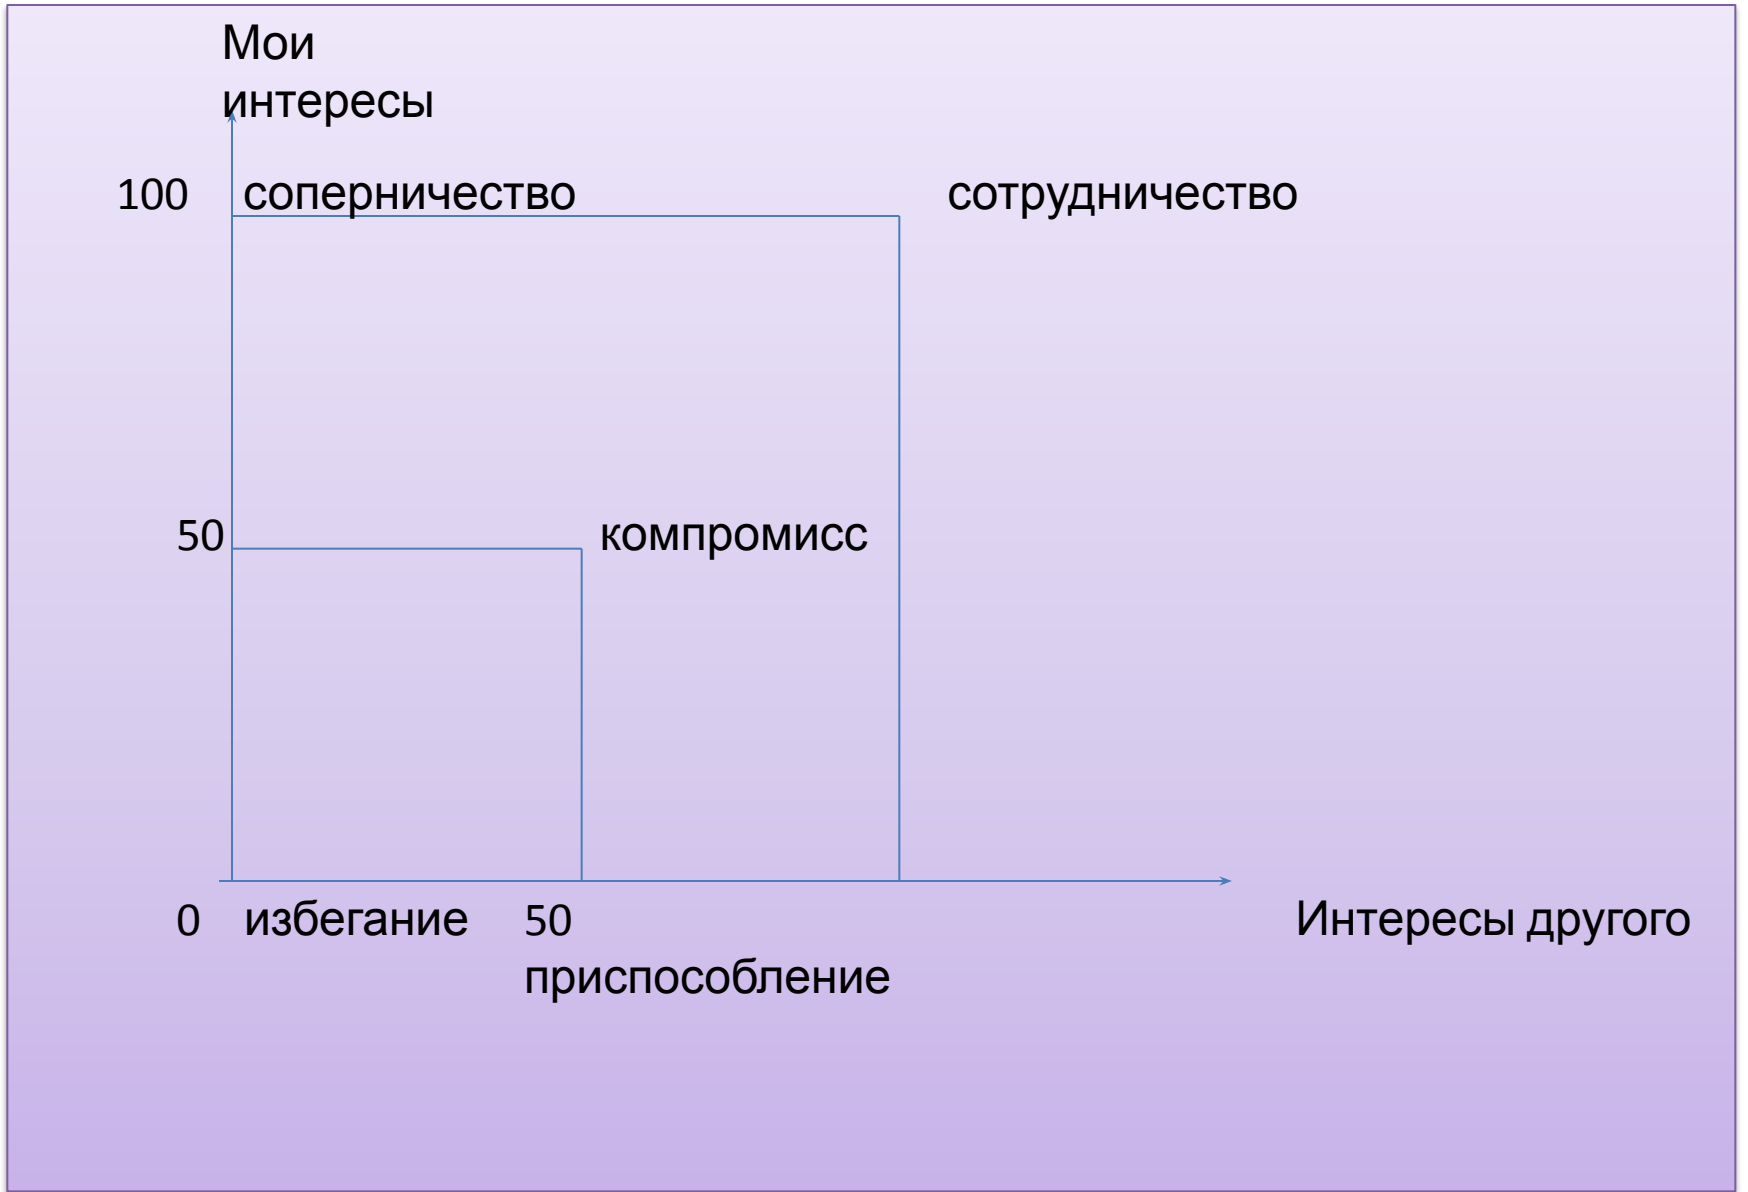 Мои
интересы
100 соперничество сотрудничество
50 компромисс
0 избегание 50 Интересы другого
приспособление